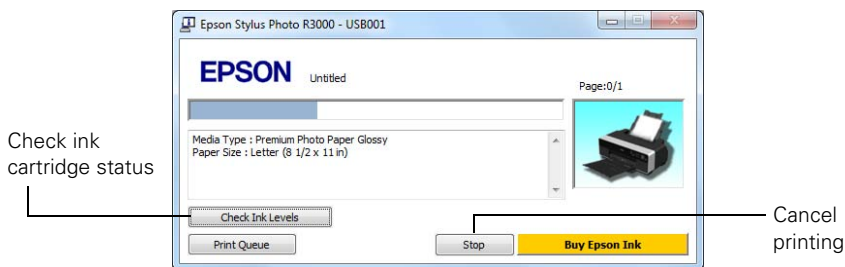 Epson Stylus Photo R3000 - USB001
EPSON
Untitled
Page:0/1
Media Type : Premium Photo Paper Glossy
Paper Size : Letter (8 1/2 x 11 in)
Check ink
cartridge status
Check Ink Levels
Print Queue
Stop
Buy Epson Ink
Cancel
printing